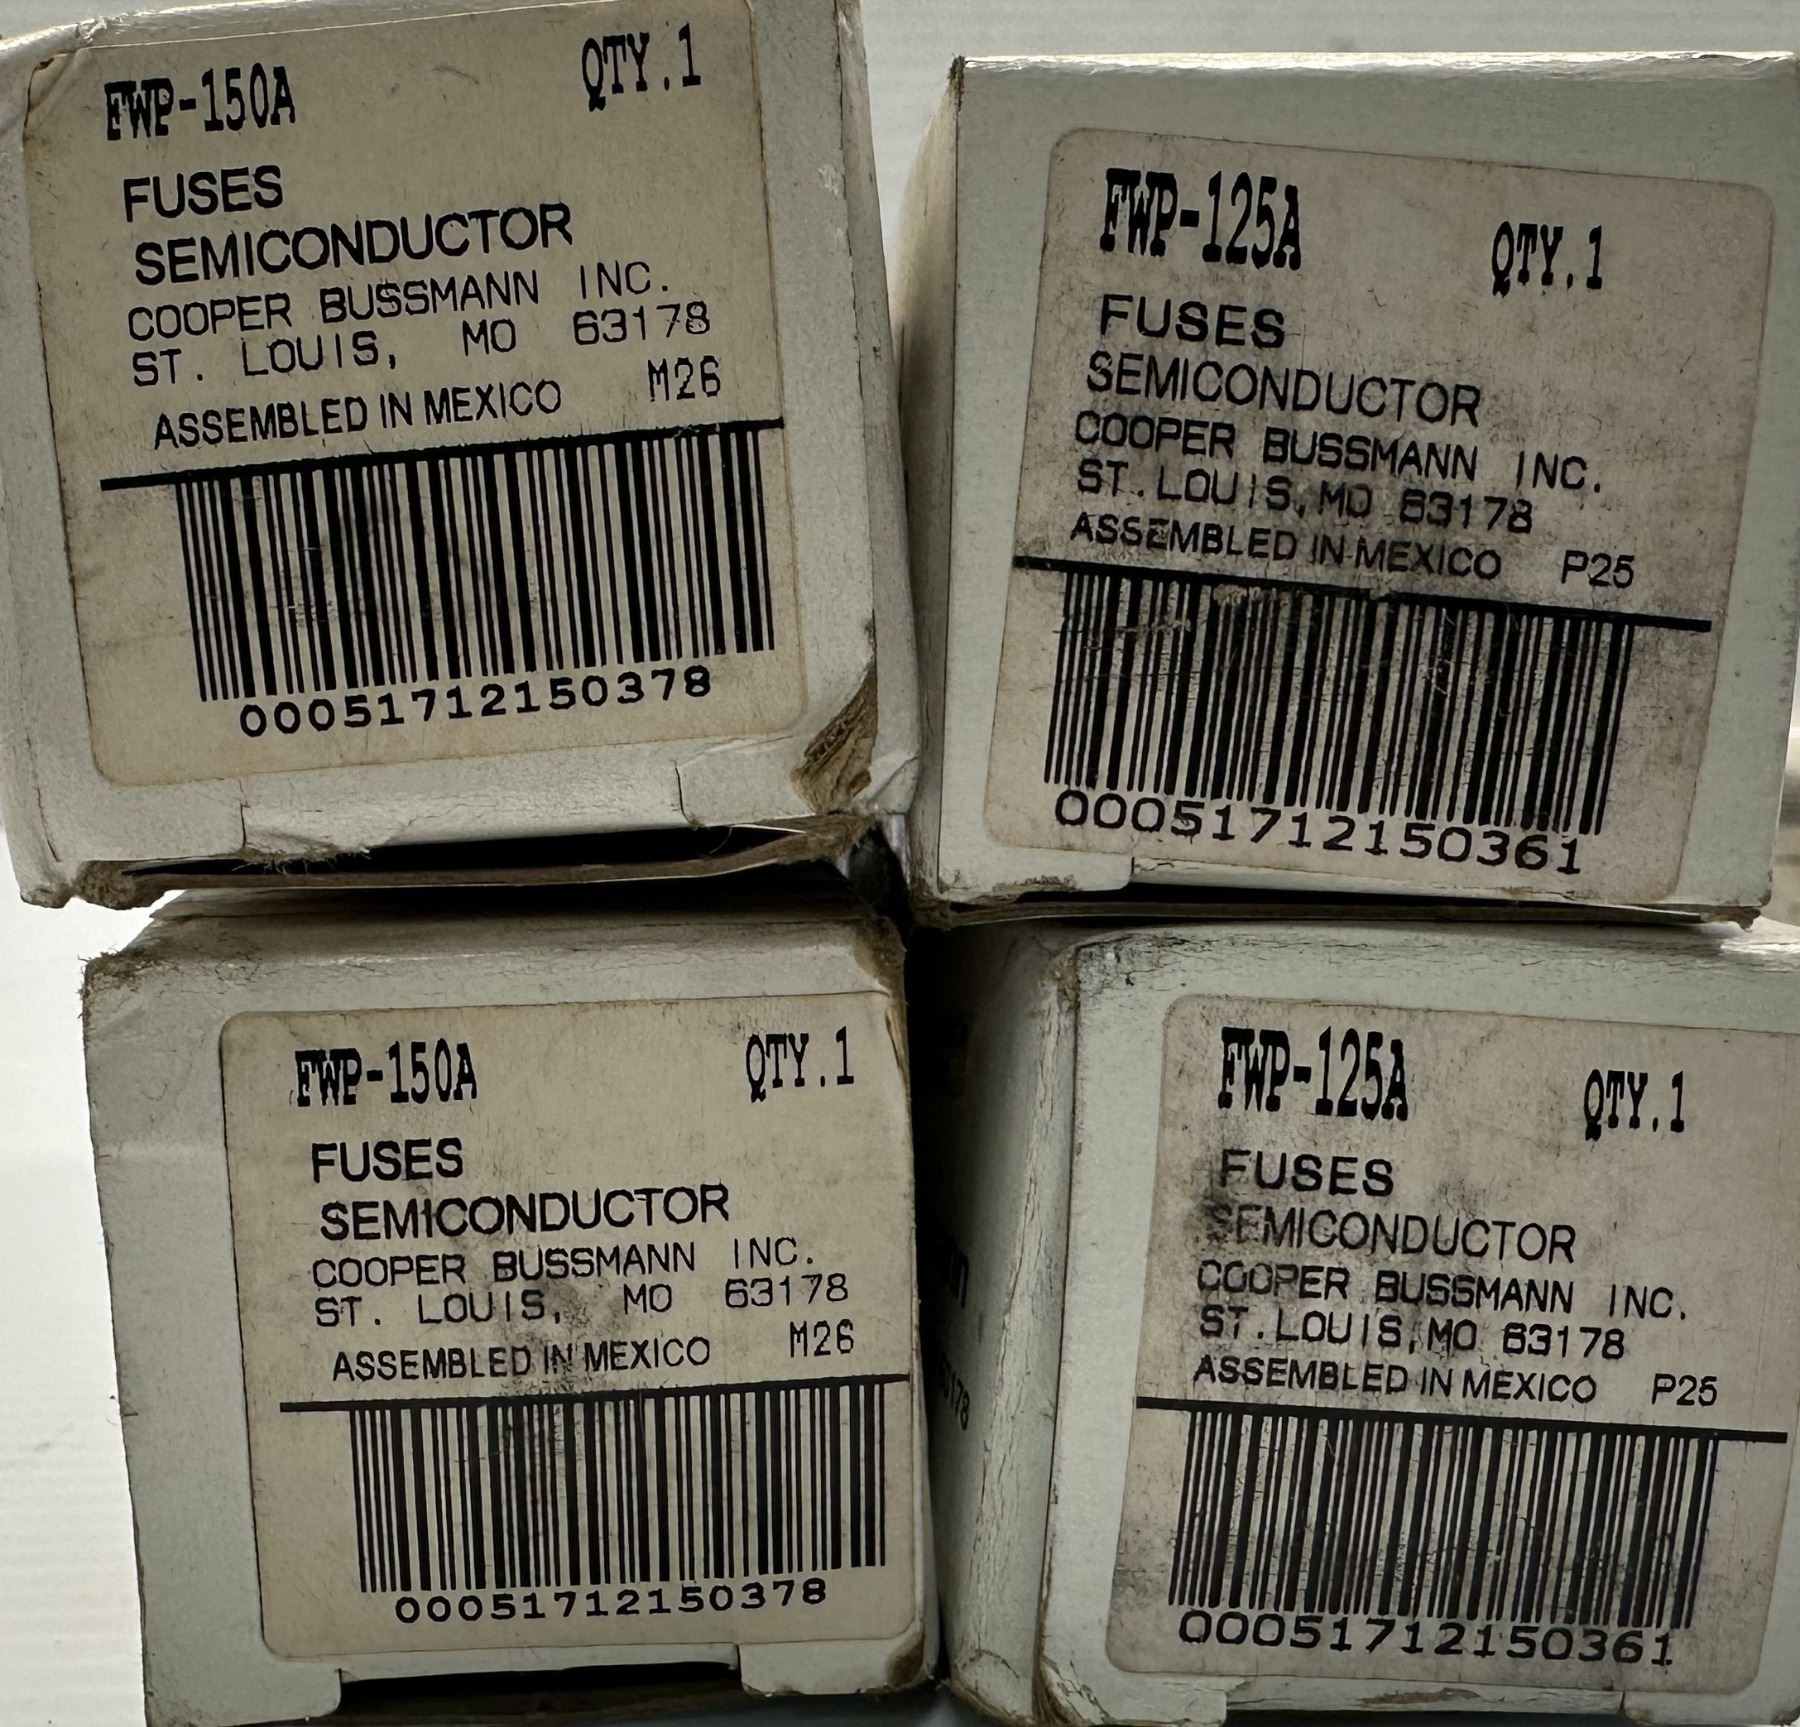 FWP-150A QTY.1
FUSES
SEMICONDUCTOR
COOPER BUSSMANN INC.
ST. LOUIS, MO 63178
ASSEMBLED IN MEXICO M26
00051712150378
FWP-125A QTY.1
FUSES
SEMICONDUCTOR
COOPER BUSSMANN INC.
ST. LOUIS, MO 63178
ASSEMBLED IN MEXICO P25
00051712150361
FWP-150A QTY.1
FUSES
SEMICONDUCTOR
COOPER BUSSMANN INC.
ST. LOUIS, MO 63178
ASSEMBLED IN MEXICO M26
00051712150378
FWP-125A QTY.1
FUSES
SEMICONDUCTOR
COOPER BUSSMANN INC.
ST. LOUIS, MO 63178
ASSEMBLED IN MEXICO P25
00051712150361